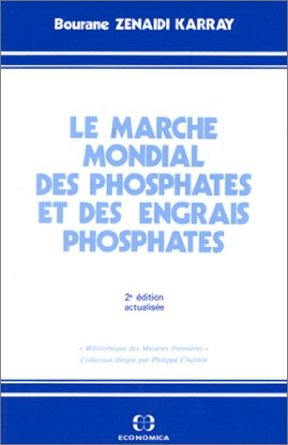 Bourane ZENAIDI KARRAY
LE MARCHE
MONDIAL
DES PHOSPHATES
ET DES ENGRAIS
PHOSPHATES
2e édition
actualisée
« Bibliothèque des Matières Premières »
Collection dirigée par Philippe Chalmin
ECONOMICA